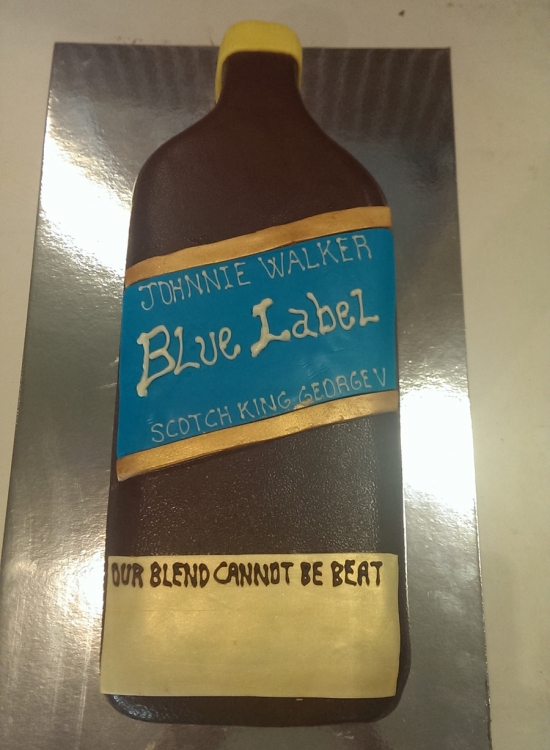 JOHNNIE WALKER
BLue Label
SCOTCH KING GEORGE V
OUR BLEND CANNOT BE BEAT